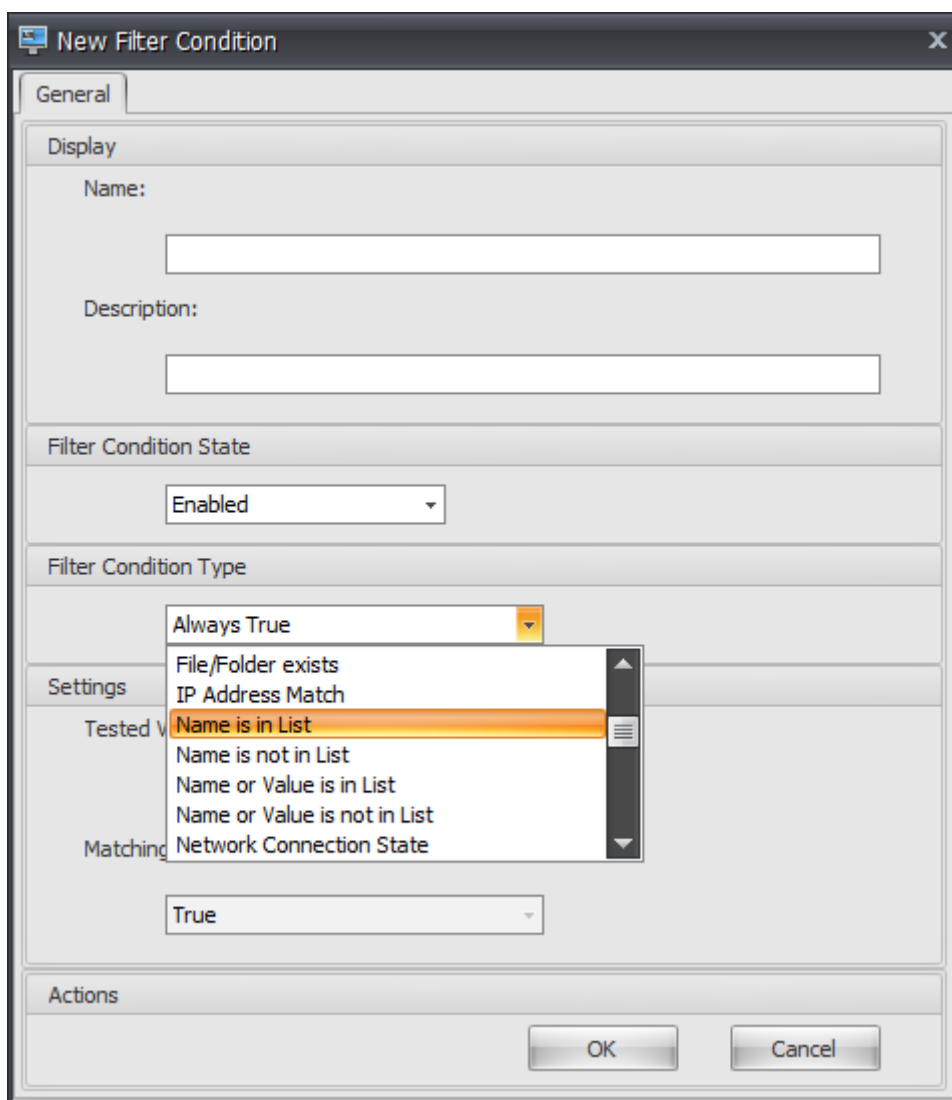 New Filter Condition
General
Display
Name:
Description:
Filter Condition State
Enabled
Filter Condition Type
Always True
File/Folder exists
IP Address Match
Settings
Name is in List
Tested
Name is not in List
Name or Value is in List
Name or Value is not in List
Network Connection State
Matching
True
Actions
OK Cancel